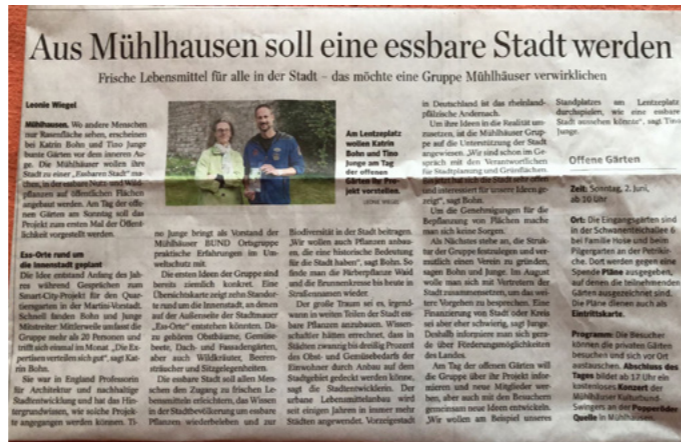 Aus Mühlhausen soll eine essbare Stadt werden
Frische Lebensmittel für alle in der Stadt – das möchte eine Gruppe Mühlhäuser verwirklichen
Leonie Wiegel
Mühlhausen. Wo andere Menschen
nur Rasenfläche sehen, erscheinen
bei Katrin Bohn und Tino Junge
bunte Gärten vor dem inneren Au-
ge. Die Mühlhäuser wollen ihre
Stadt zu einer „Essbaren Stadt“ ma-
chen, in der essbare Nutz- und Wild-
pflanzen auf öffentlichen Flächen
angebaut werden. Am Tag der offe-
nen Gärten am Sonntag soll das
Projekt zum ersten Mal der Öffent-
lichkeit vorgestellt werden.
Ess-Orte rund um
die Innenstadt geplant
Die Idee entstand Anfang des Jah-
res während Gesprächen zum
Smart-City-Projekt für den Quar-
tiergarten in der Martini-Vorstadt.
Schnell fanden Bohn und Junge
Mitstreiter. Mittlerweile umfasst die
Gruppe mehr als 20 Personen und
trifft sich einmal im Monat. „Die Ex-
pertisen verteilen sich gut“, sagt Kat-
rin Bohn.
Sie war in England Professorin
für Architektur und nachhaltige
Stadtentwicklung und hat das Hin-
tergrundwissen, wie solche Projek-
te angegangen werden können. Ti-
no Junge bringt als Vorstand der
Mühlhäuser BUND Ortsgruppe
praktische Erfahrungen im Um-
weltschutz mit.
Die ersten Ideen der Gruppe sind
bereits ziemlich konkret. Eine
Übersichtskarte zeigt zehn Standor-
te rund um die Innenstadt, an denen
auf der Außenseite der Stadtmauer
„Ess-Orte“ entstehen könnten. Da-
zu gehören Obstbäume, Gemüse-
beete, Dach- und Fassadengärten,
aber auch Wildkräuter, Beeren-
sträucher und Sitzgelegenheiten.
Die essbare Stadt soll allen Mens-
chen den Zugang zu frischen Le-
bensmitteln erleichtern, das Wissen
in der Stadtbevölkerung um essbare
Pflanzen wiederbeleben und zur
Am Lentzeplatz
wollen Katrin
Bohn und Tino
Junge am Tag
der offenen
Gärten ihr Pro-
jekt vorstellen.
LEONIE WIEGEL
Biodiversität in der Stadt beitragen.
„Wir wollen auch Pflanzen anbau-
en, die eine historische Bedeutung
für die Stadt haben“, sagt Bohn. So
finde man die Färberpflanze Waid
und die Brunnenkresse bis heute in
Straßennamen wieder.
Der große Traum sei es, irgend-
wann in weiten Teilen der Stadt ess-
bare Pflanzen anzubauen. Wissen-
schaftler hätten errechnet, dass in
Städten zwanzig bis dreißig Prozent
des Obst- und Gemüsebedarfs der
Einwohner durch Anbau auf dem
Stadtgebiet gedeckt werden könne,
sagt die Stadtentwicklerin. Der
urbane Lebensmittelanbau wird
seit einigen Jahren in immer mehr
Städten angewendet. Vorzeigestadt
in Deutschland ist das rheinland-
pfälzische Andernach.
Um ihre Ideen in die Realität um-
zusetzen, ist die Mühlhäuser Grup-
pe auf die Unterstützung der Stadt
angewiesen. „Wir sind schon im Ge-
spräch mit den Verantwortlichen
für Stadtplanung und Grünflächen.
hat sich die Stadt sehr offen
und interessiert für unsere Ideen ge-
zeigt“, sagt Bohn.
Um die Genehmigungen für die
Bepflanzung von Flächen mache
man sich keine Sorgen.
Als Nächstes stehe an, die Struk-
tur der Gruppe festzulegen und ver-
mutlich einen Verein zu gründen,
sagen Bohn und Junge. Im August
wolle man sich mit Vertretern der
Stadt zusammensetzen, um das wei-
tere Vorgehen zu besprechen. Eine
Finanzierung von Stadt oder Kreis
sei aber eher schwierig, sagt Junge.
Deshalb informiere man sich gera-
de über Förderungsmöglichkeiten
des Landes.
Am Tag der offenen Gärten will
die Gruppe über ihr Projekt infor-
mieren und neue Mitglieder wer-
ben, aber auch mit den Besuchern
gemeinsam neue Ideen entwickeln.
„Wir wollen am Beispiel unseres
Standplatzes am Lentzeplatz
durchspielen, wie eine essbare
Stadt aussehen könnte“, sagt Tino
Junge.
Offene Gärten
Zeit: Sonntag, 2. Juni,
ab 10 Uhr
Ort: Die Eingangsgärten sind
in der Schwanenteichallee 6
bei Familie Hose und beim
Pilgergarten an der Petrikir-
che. Dort werden gegen eine
Spende Pläne ausgegeben,
auf denen die teilnehmenden
Gärten ausgezeichnet sind.
Die Pläne dienen auch als
Eintrittskarte.
Programm: Die Besucher
können die privaten Gärten
besuchen und sich vor Ort
austauschen. Abschluss des
Tages bildet ab 17 Uhr ein
kostenloses Konzert der
Mühlhäuser Kulturbund-
Swingers an der Popperöder
Quelle in Mühlhausen.